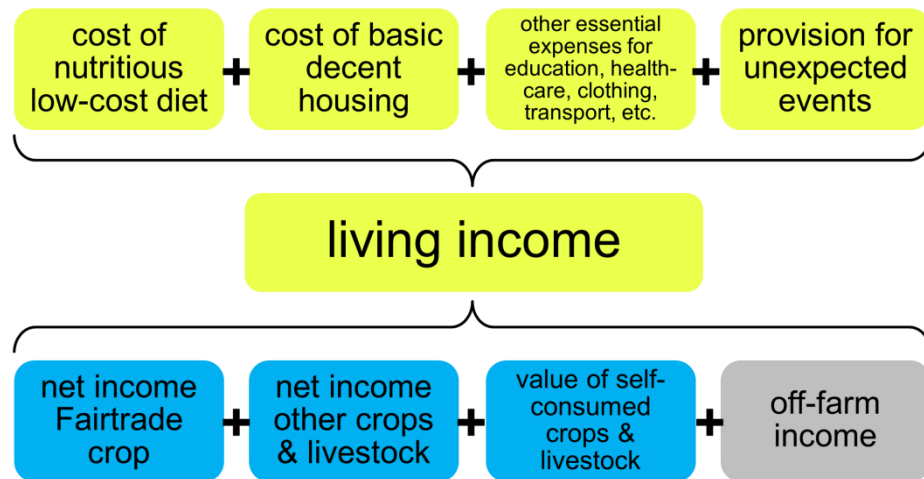 cost of
nutritious
low-cost diet
+
cost of basic
decent
housing
+
other essential
expenses for
education, health-
care, clothing,
transport, etc.
+
provision for
unexpected
events
living income
net income
Fairtrade
crop
+
net income
other crops
& livestock
+
value of self-
consumed
crops &
livestock
+
off-farm
income